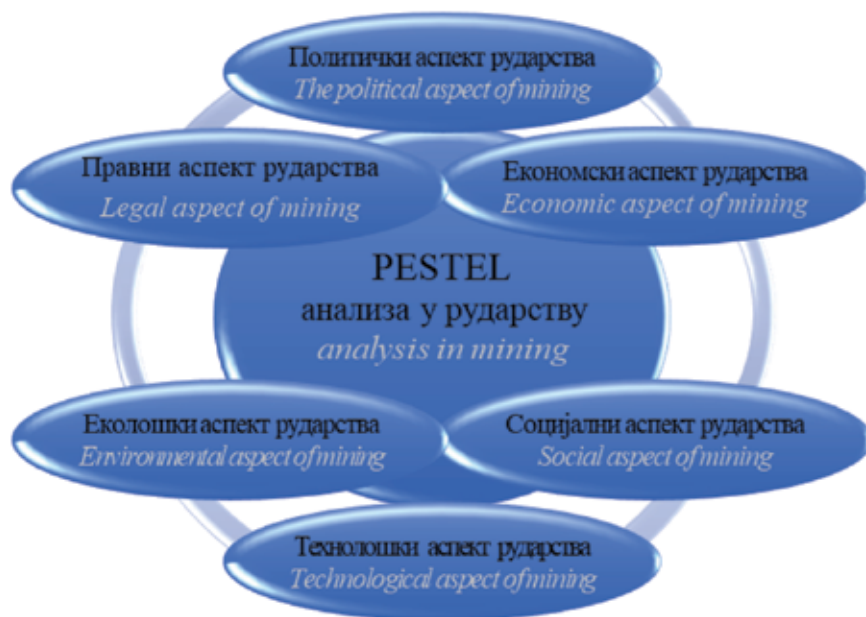 Политички аспект рударства
The political aspect of mining
Правни аспект рударства
Legal aspect of mining
Економски аспект рударства
Economic aspect of mining
PESTEL
анализа у рударству
analysis in mining
Еколошки аспект рударства
Environmental aspect of mining
Социјални аспект рударства
Social aspect of mining
Технолошки аспект рударства
Technological aspect of mining